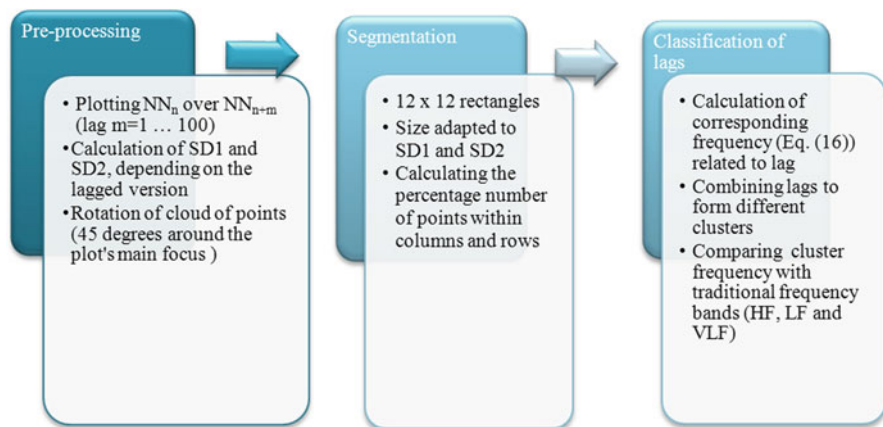 Pre-processing
• Plotting NNₙ over NNₙ₊ₘ
(lag m=1 … 100)
• Calculation of SD1 and
SD2, depending on the
lagged version
• Rotation of cloud of points
(45 degrees around the
plot's main focus )
Segmentation
• 12 x 12 rectangles
• Size adapted to
SD1 and SD2
• Calculating the
percentage number
of points within
columns and rows
Classification of
lags
• Calculation of
corresponding
frequency (Eq. (16))
related to lag
• Combining lags to
form different
clusters
• Comparing cluster
frequency with
traditional frequency
bands (HF, LF and
VLF)